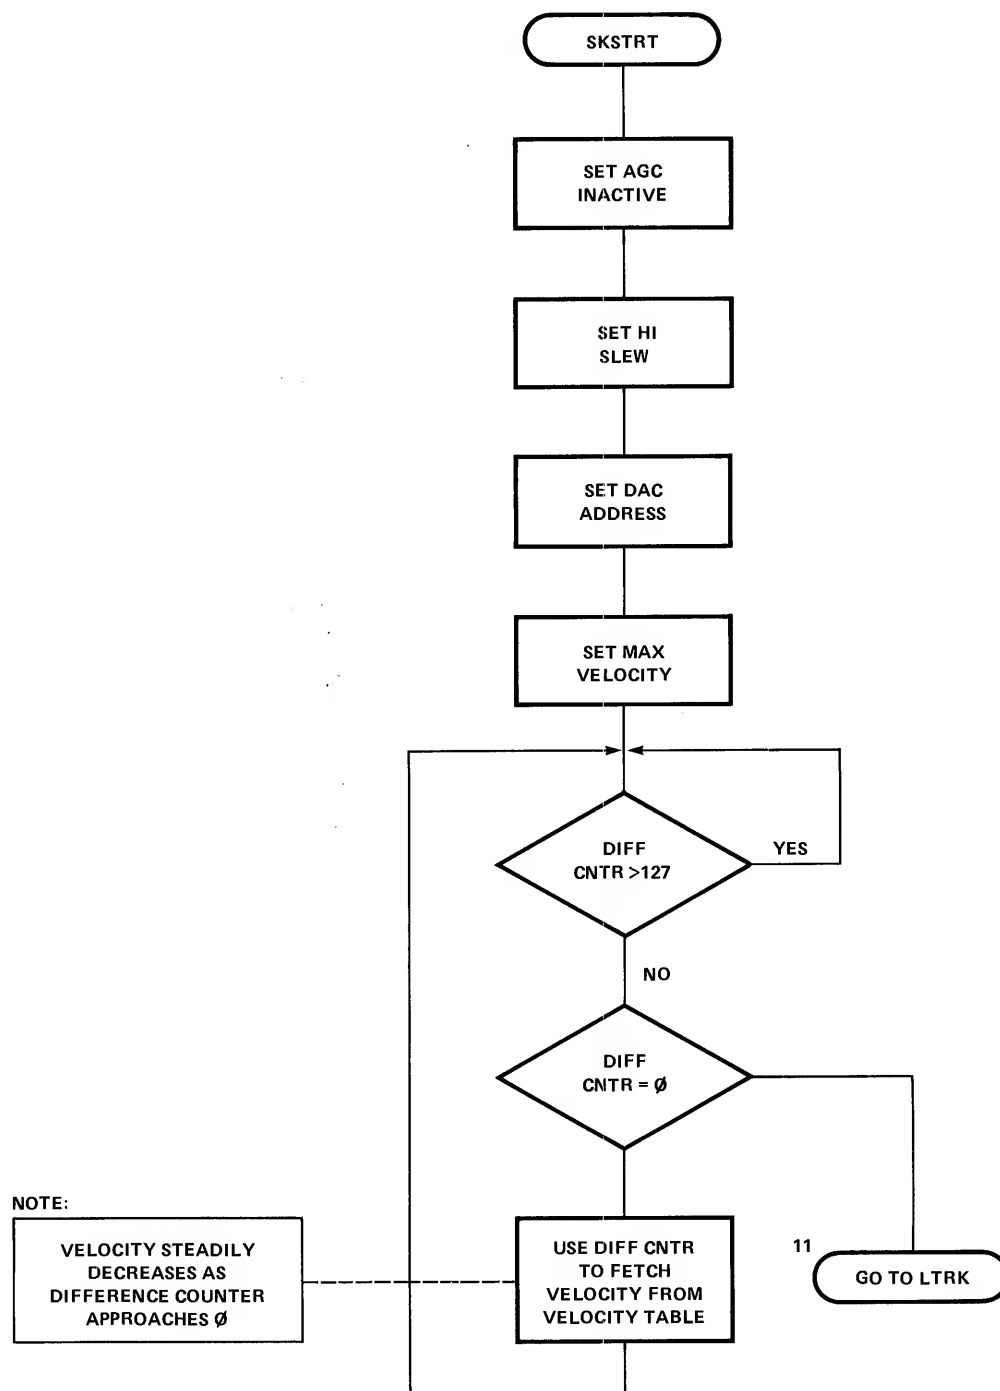 SKSTRT
SET AGC
INACTIVE
SET HI
SLEW
SET DAC
ADDRESS
SET MAX
VELOCITY
DIFF
CNTR >127
YES
NO
DIFF
CNTR = Ø
NOTE:
VELOCITY STEADILY
DECREASES AS
DIFFERENCE COUNTER
APPROACHES Ø
USE DIFF CNTR
TO FETCH
VELOCITY FROM
VELOCITY TABLE
11
GO TO LTRK